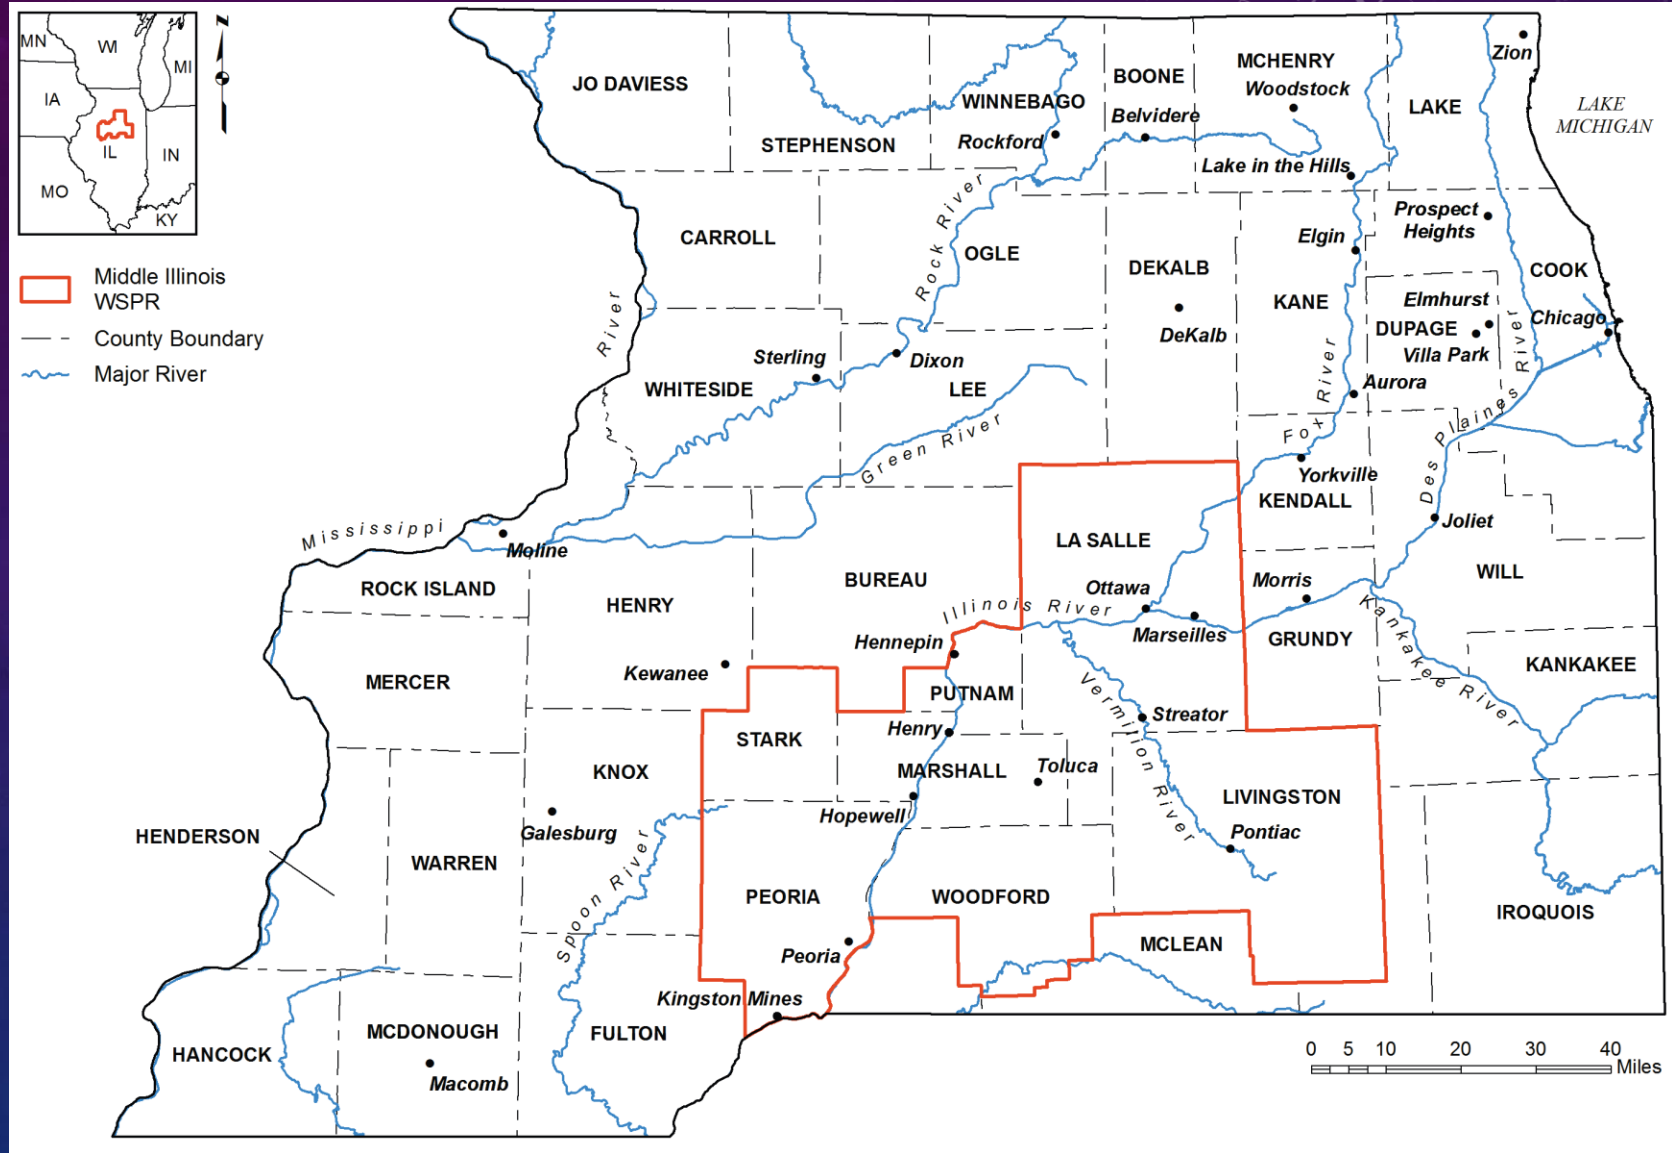 MN
WI
MI
IA
IL
IN
MO
KY
N
Middle Illinois
WSPR
County Boundary
Major River
JO DAVIESS
STEPHENSON
WINNEBAGO
Rockford
BOONE
Belvidere
MCHENRY
Woodstock
Lake in the Hills
LAKE
Zion
LAKE
MICHIGAN
CARROLL
Rock River
OGLE
DEKALB
DeKalb
Elgin
KANE
Prospect
Heights
COOK
Elmhurst
DUPAGE
Villa Park
Chicago
River
Sterling
Dixon
WHITESIDE
LEE
Green River
Fox River
Aurora
Yorkville
KENDALL
Des Plaines River
Joliet
WILL
Mississippi
Moline
ROCK ISLAND
HENRY
BUREAU
LA SALLE
Ottawa
Illinois River
Marseilles
Morris
GRUNDY
Kankakee River
KANKAKEE
Hennepin
Kewanee
MERCER
PUTNAM
Henry
STARK
Vermilion River
Streator
KNOX
MARSHALL
Toluca
Hopewell
LIVINGSTON
Pontiac
HENDERSON
Galesburg
WARREN
Spoon River
PEORIA
WOODFORD
IROQUOIS
Peoria
MCLEAN
Kingston Mines
FULTON
MCDONOUGH
Macomb
HANCOCK
0 5 10 20 30 40
Miles